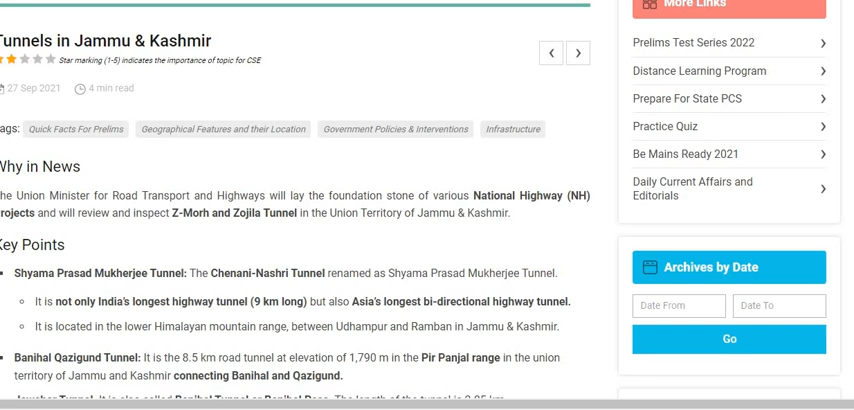 Tunnels in Jammu & Kashmir
Star marking (1-5) indicates the importance of topic for CSE
27 Sep 2021 4 min read
ags: Quick Facts For Prelims Geographical Features and their Location Government Policies & Interventions Infrastructure
Why in News
he Union Minister for Road Transport and Highways will lay the foundation stone of various National Highway (NH)
rojects and will review and inspect Z-Morh and Zojila Tunnel in the Union Territory of Jammu & Kashmir.
Key Points
Shyama Prasad Mukherjee Tunnel: The Chenani-Nashri Tunnel renamed as Shyama Prasad Mukherjee Tunnel.
It is not only India's longest highway tunnel (9 km long) but also Asia's longest bi-directional highway tunnel.
It is located in the lower Himalayan mountain range, between Udhampur and Ramban in Jammu & Kashmir.
Banihal Qazigund Tunnel: It is the 8.5 km road tunnel at elevation of 1,790 m in the Pir Panjal range in the union
territory of Jammu and Kashmir connecting Banihal and Qazigund.
More Links
Prelims Test Series 2022
Distance Learning Program
Prepare For State PCS
Practice Quiz
Be Mains Ready 2021
Daily Current Affairs and
Editorials
Archives by Date
Date From Date To
Go